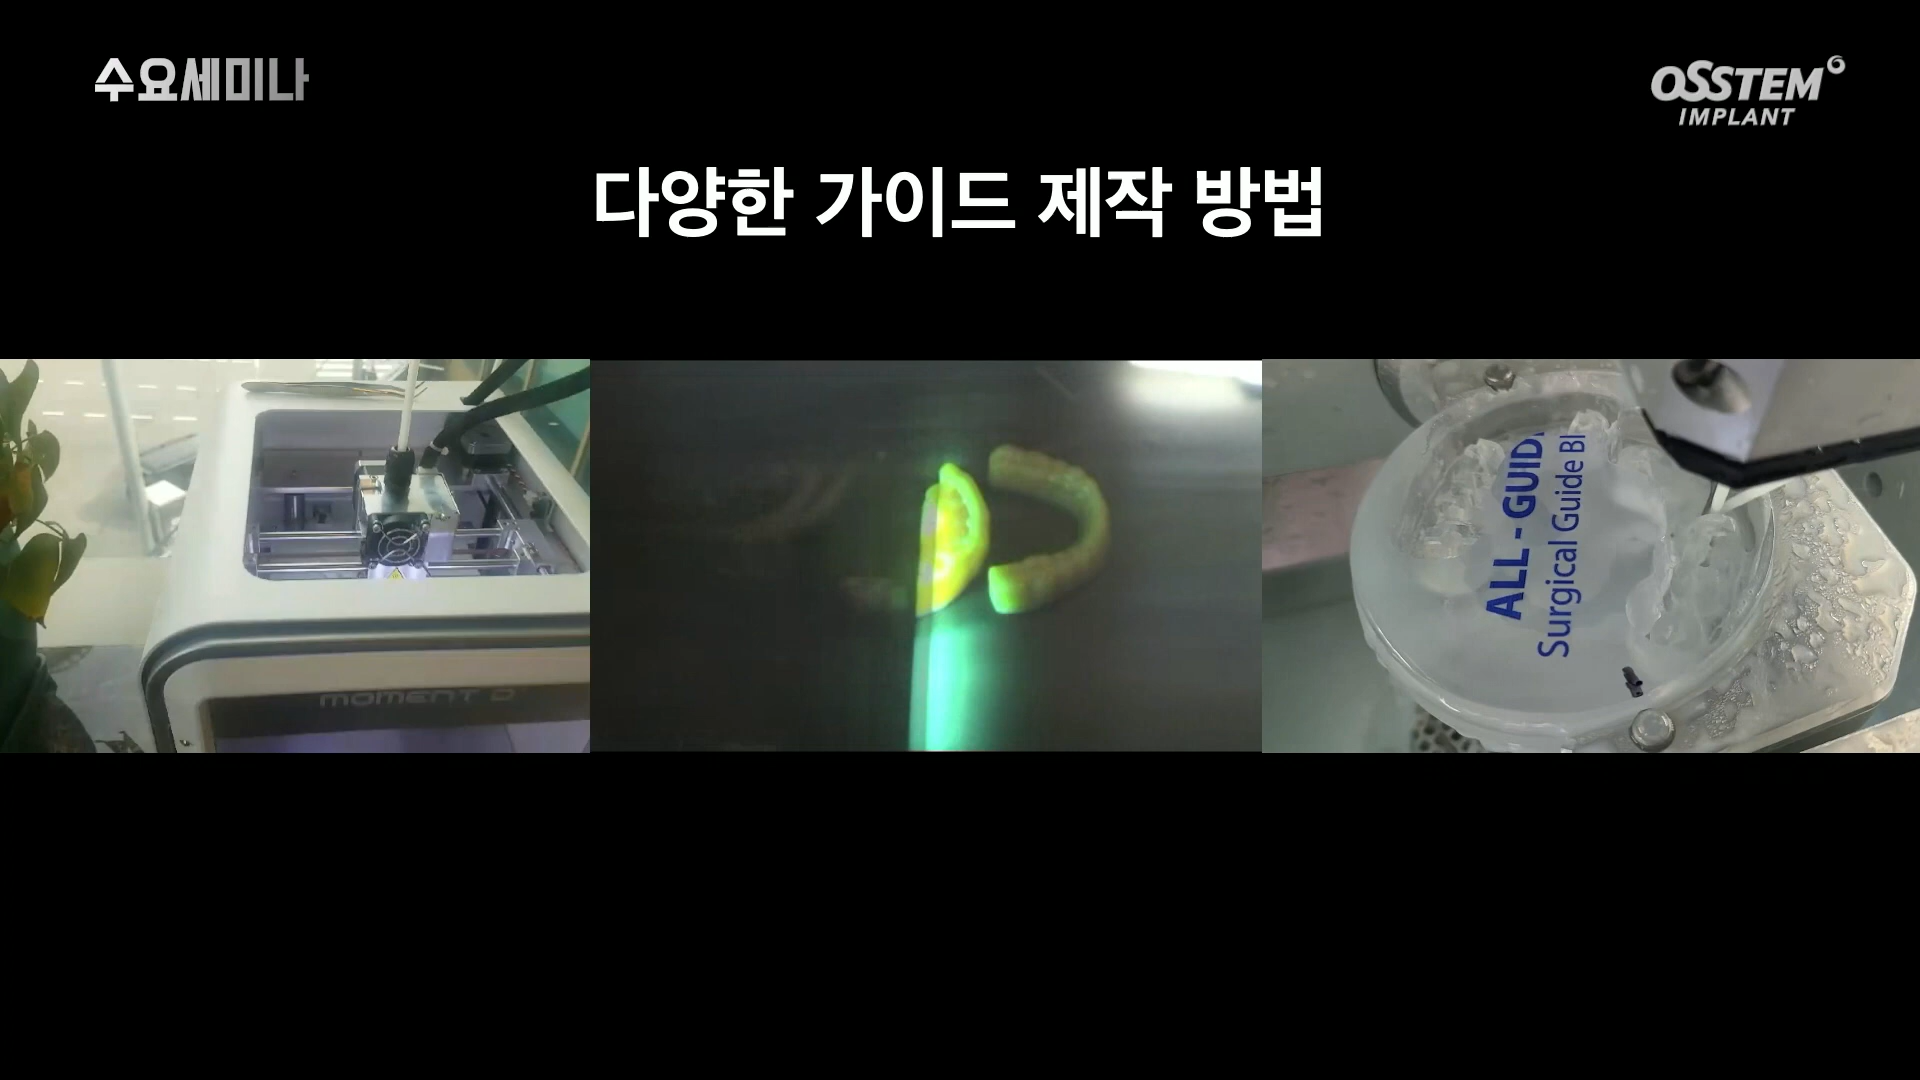 수요세미나
OSSTEM
IMPLANT
다양한 가이드 제작 방법
MOMENT
ALL - GUID
Surgical Guide Bl